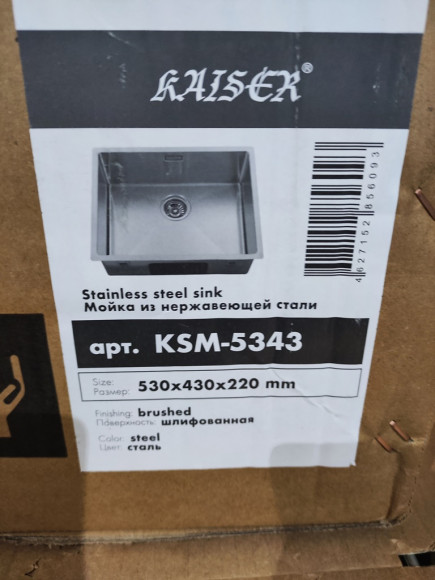 KAISER®
4627152856093
Stainless steel sink
Мойка из нержавеющей стали
арт. KSM-5343
Size: 530x430x220 mm
Размер:
Finishing: brushed
Поверхность: шлифованная
Color: steel
Цвет: сталь